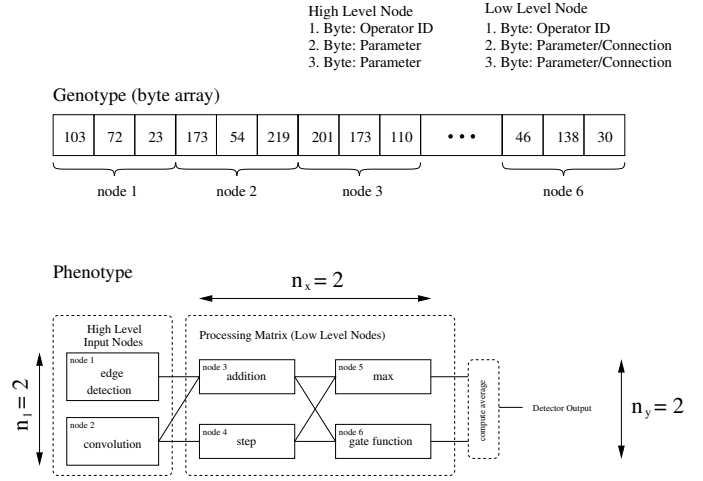 High Level Node
1. Byte: Operator ID
2. Byte: Parameter
3. Byte: Parameter
Low Level Node
1. Byte: Operator ID
2. Byte: Parameter/Connection
3. Byte: Parameter/Connection
Genotype (byte array)
103 72 23 173 54 219 201 173 110 • • • 46 138 30
node 1 node 2 node 3 node 6
Phenotype
n x = 2
High Level
Input Nodes
Processing Matrix (Low Level Nodes)
node 1
edge
detection
node 2
convolution
node 3
addition
node 4
step
node 5
max
node 6
gate function
compute average
Detector Output
n 1 = 2
n y = 2